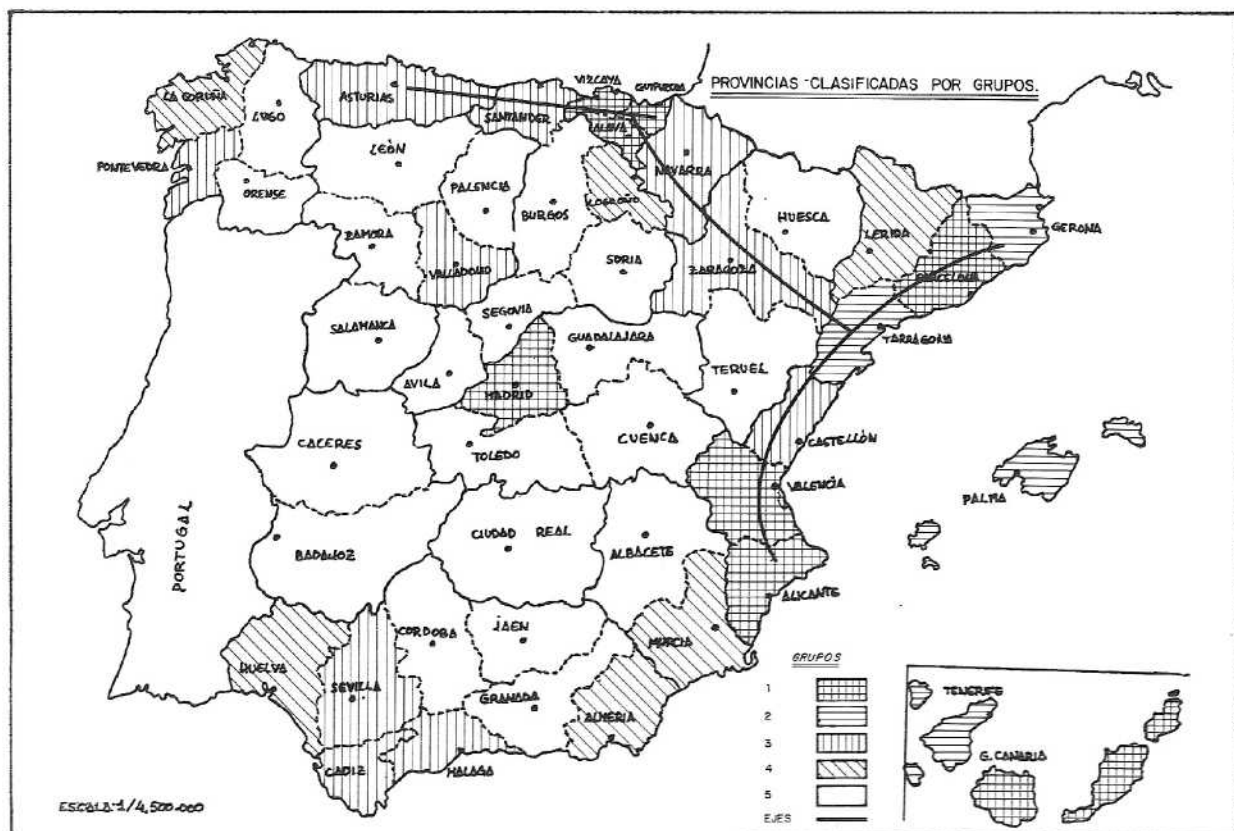 PROVINCIAS CLASIFICADAS POR GRUPOS.
LA CORUÑA
LUGO
ASTURIAS
SANTANDER
VIZCAYA
GUIPUZCOA
ALAVA
NAVARRA
PONTEVEDRA
ORENSE
LEÓN
PALENCIA
BURGOS
LOGROÑO
HUESCA
LERIDA
GERONA
BARCELONA
ZAMORA
VALLADOLID
SORIA
ZARAGOZA
TARRAGONA
SALAMANCA
SEGOVIA
AVILA
MADRID
GUADALAJARA
TERUEL
CASTELLÓN
CACERES
TOLEDO
CUENCA
VALENCIA
PALMA
PORTUGAL
BADAJOZ
CIUDAD REAL
ALBACETE
ALICANTE
HUELVA
SEVILLA
CORDOBA
JAEN
MURCIA
GRANADA
ALMERIA
CADIZ
MALAGA
GRUPOS
1
2
3
4
5
EJES
TENERIFE
G. CANARIA
ESCALA-1/4.500.000